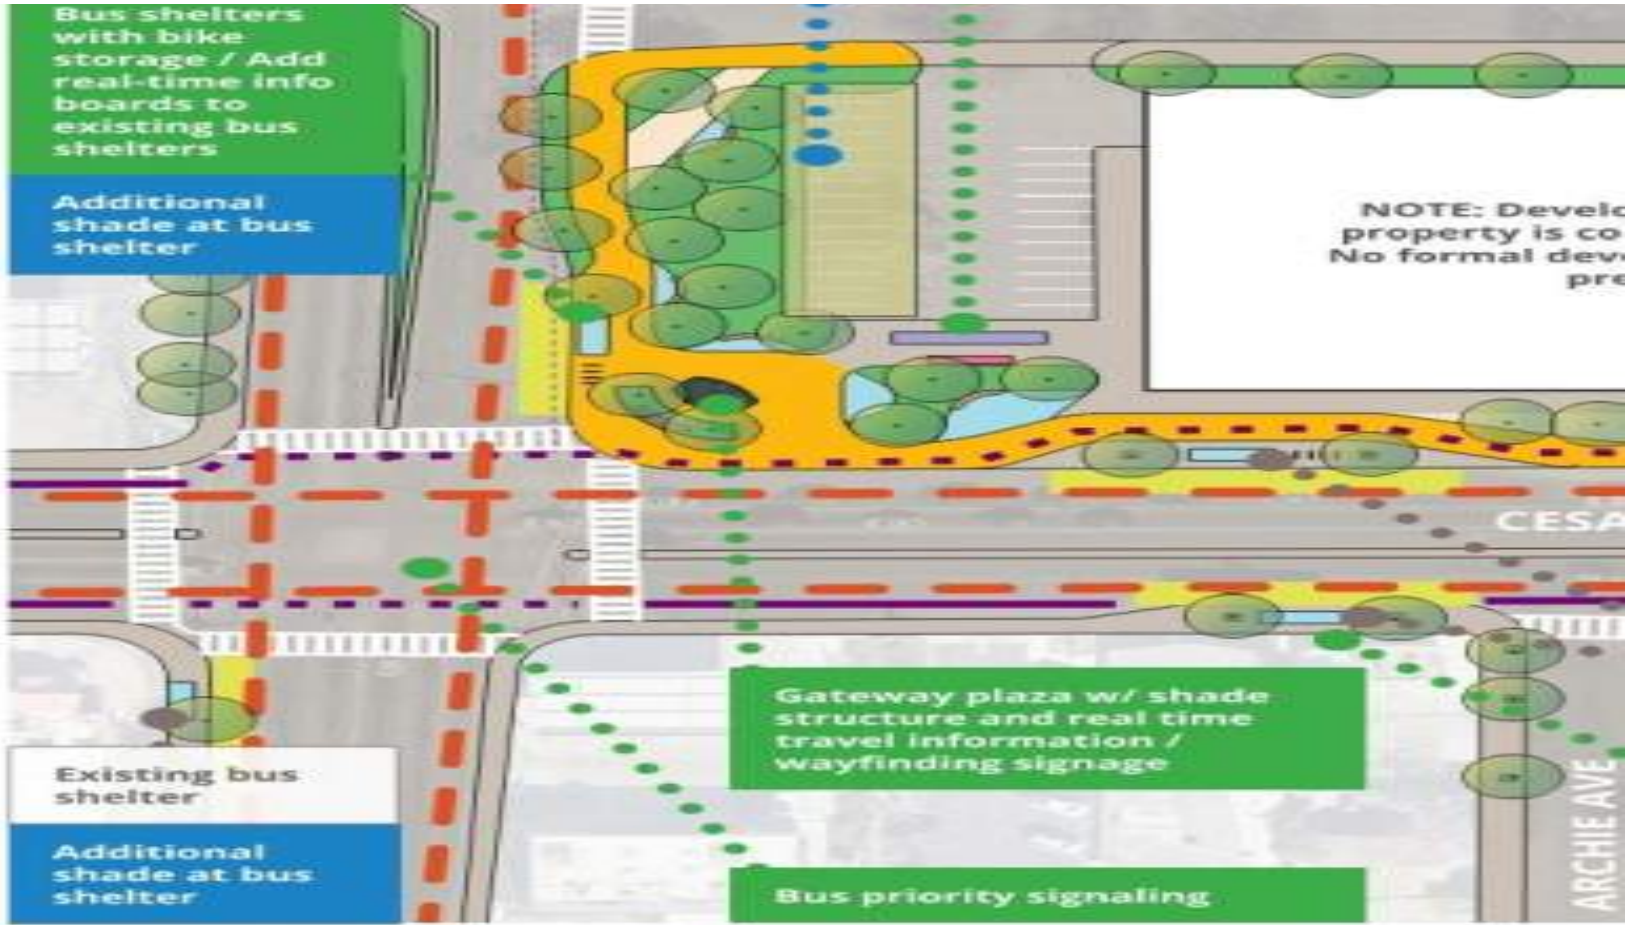 Bus shelters
with bike
storage / Add
real-time info
boards to
existing bus
shelters
Additional
shade at bus
shelter
NOTE: Develo
property is co
No formal deve
pre
CESA
Gateway plaza w/ shade
structure and real time
travel information /
wayfinding signage
Existing bus
shelter
Additional
shade at bus
shelter
Bus priority signaling
ARCHIE AVE